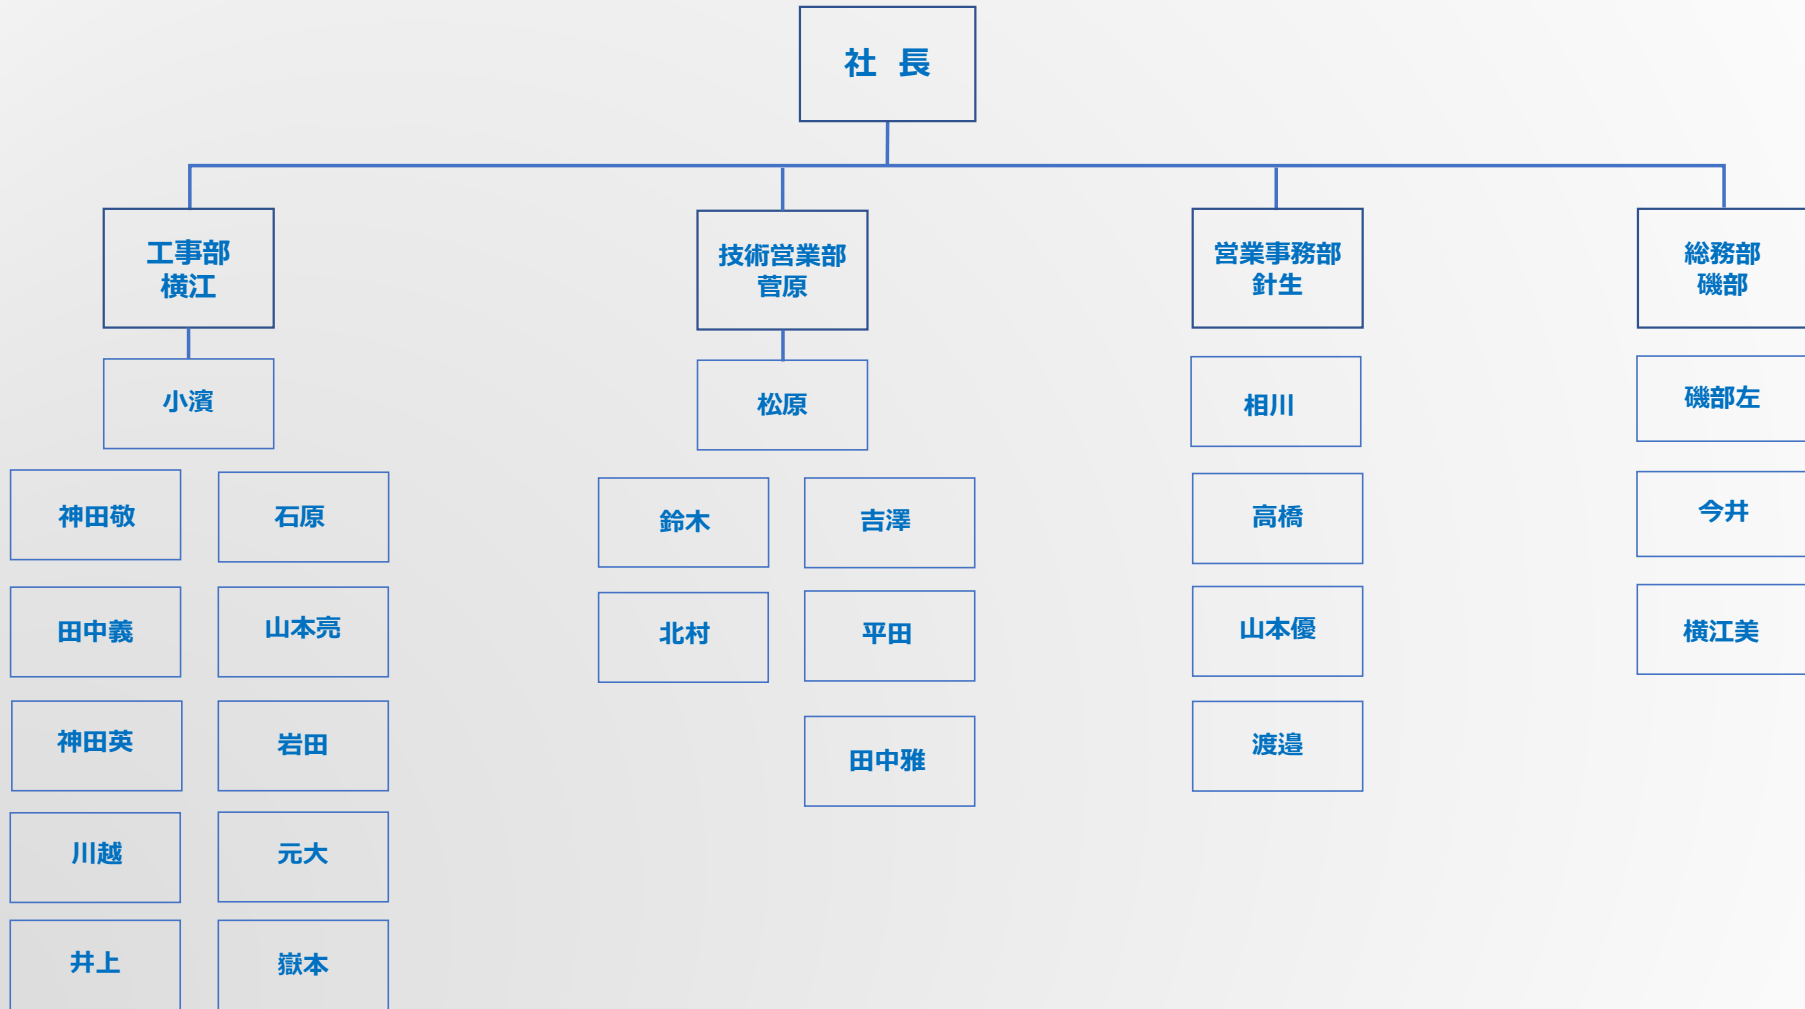 社 長
工事部
横江
技術営業部
菅原
営業事務部
針生
総務部
磯部
小濱
松原
相川
磯部左
神田敬
石原
鈴木
吉澤
高橋
今井
田中義
山本亮
北村
平田
山本優
横江美
神田英
岩田
田中雅
渡邉
川越
元大
井上
嶽本